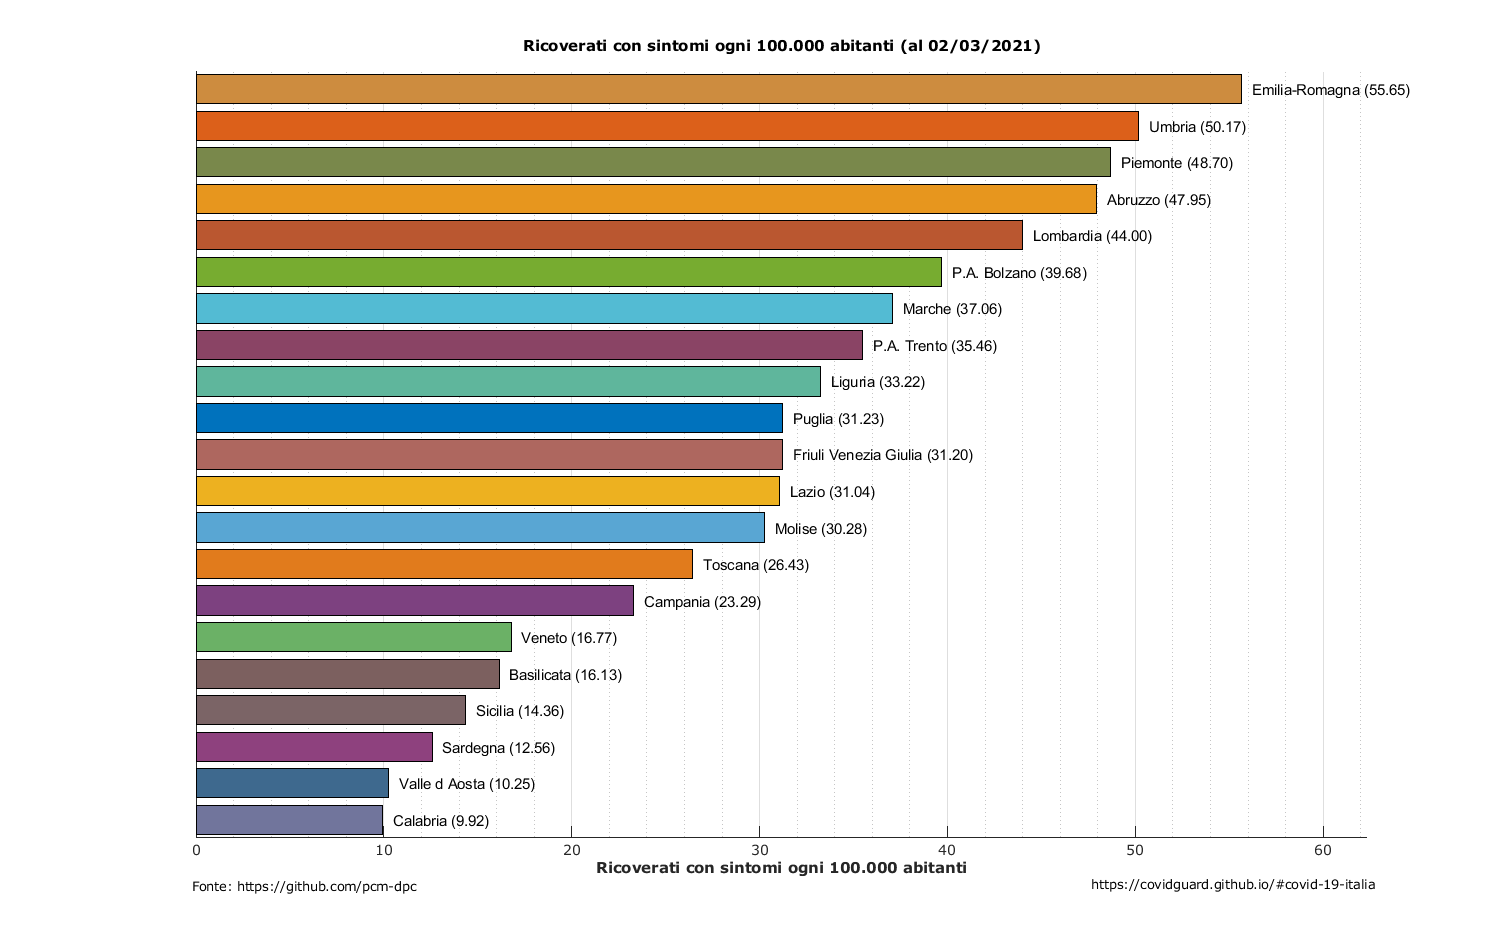 Ricoverati con sintomi ogni 100.000 abitanti (al 02/03/2021)
Emilia-Romagna (55.65)
Umbria (50.17)
Piemonte (48.70)
Abruzzo (47.95)
Lombardia (44.00)
P.A. Bolzano (39.68)
Marche (37.06)
P.A. Trento (35.46)
Liguria (33.22)
Puglia (31.23)
Friuli Venezia Giulia (31.20)
Lazio (31.04)
Molise (30.28)
Toscana (26.43)
Campania (23.29)
Veneto (16.77)
Basilicata (16.13)
Sicilia (14.36)
Sardegna (12.56)
Valle d Aosta (10.25)
Calabria (9.92)
0 10 20 30 40 50 60
Ricoverati con sintomi ogni 100.000 abitanti
Fonte: https://github.com/pcm-dpc
https://covidguard.github.io/#covid-19-italia